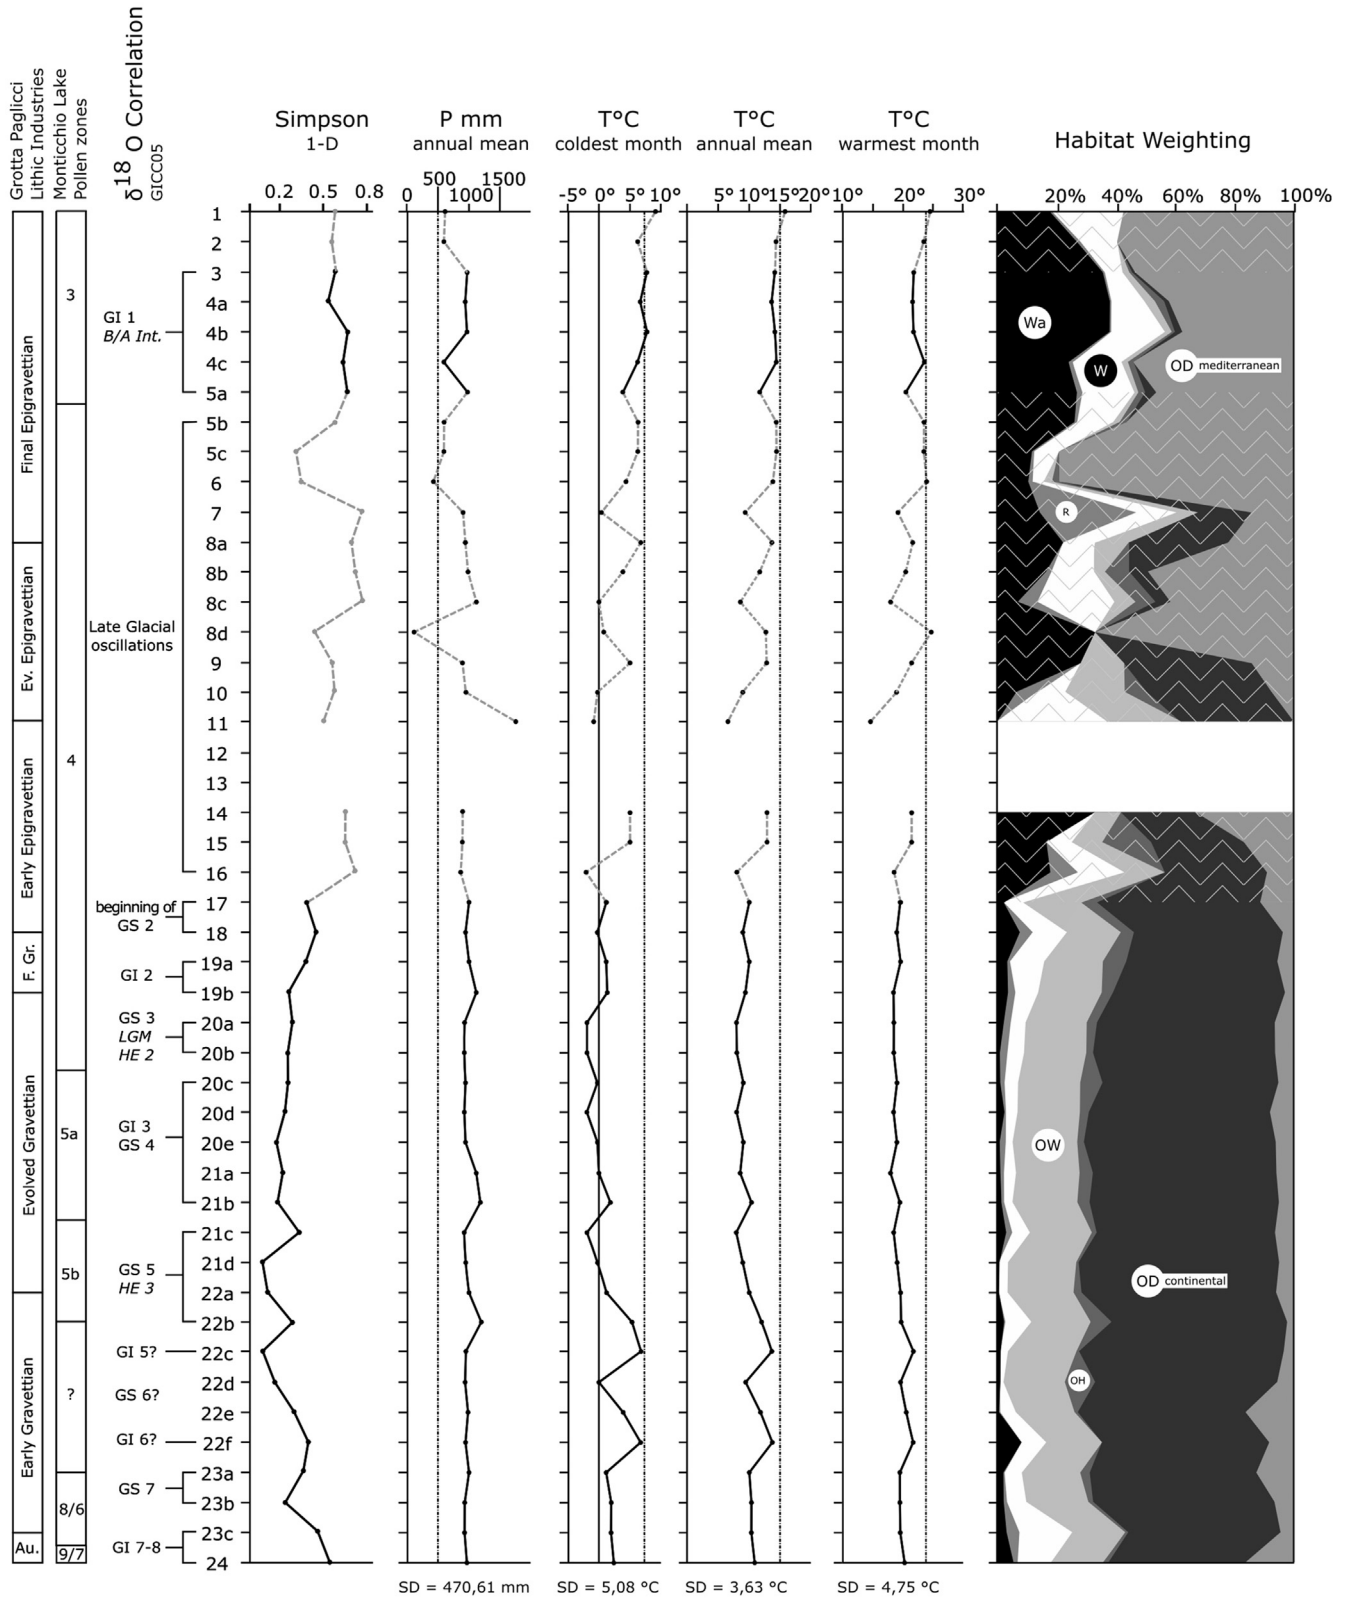 Grotta Paglicci
Lithic Industries
Monticchio Lake
Pollen zones
δ18 O Correlation
GICC05
Simpson
1-D
P mm
annual mean
T°C
coldest month
T°C
annual mean
T°C
warmest month
Habitat Weighting
0.2 0.5 0.8
0 500 1000 1500
-5° 0° 5° 10°
5° 10° 15° 20°
10° 20° 30°
20% 40% 60% 80% 100%
Final Epigravettian
Ev. Epigravettian
Early Epigravettian
F. Gr.
Evolved Gravettian
Early Gravettian
Au.
3
4
5a
5b
?
8/6
9/7
GI 1
B/A Int.
Late Glacial
oscillations
beginning of
GS 2
GI 2
GS 3
LGM
HE 2
GI 3
GS 4
GS 5
HE 3
GI 5?
GS 6?
GI 6?
GS 7
GI 7-8
1
2
3
4a
4b
4c
5a
5b
5c
6
7
8a
8b
8c
8d
9
10
11
12
13
14
15
16
17
18
19a
19b
20a
20b
20c
20d
20e
21a
21b
21c
21d
22a
22b
22c
22d
22e
22f
23a
23b
23c
24
Wa
W
OD mediterranean
R
OW
OD continental
OH
SD = 470,61 mm
SD = 5,08 °C
SD = 3,63 °C
SD = 4,75 °C